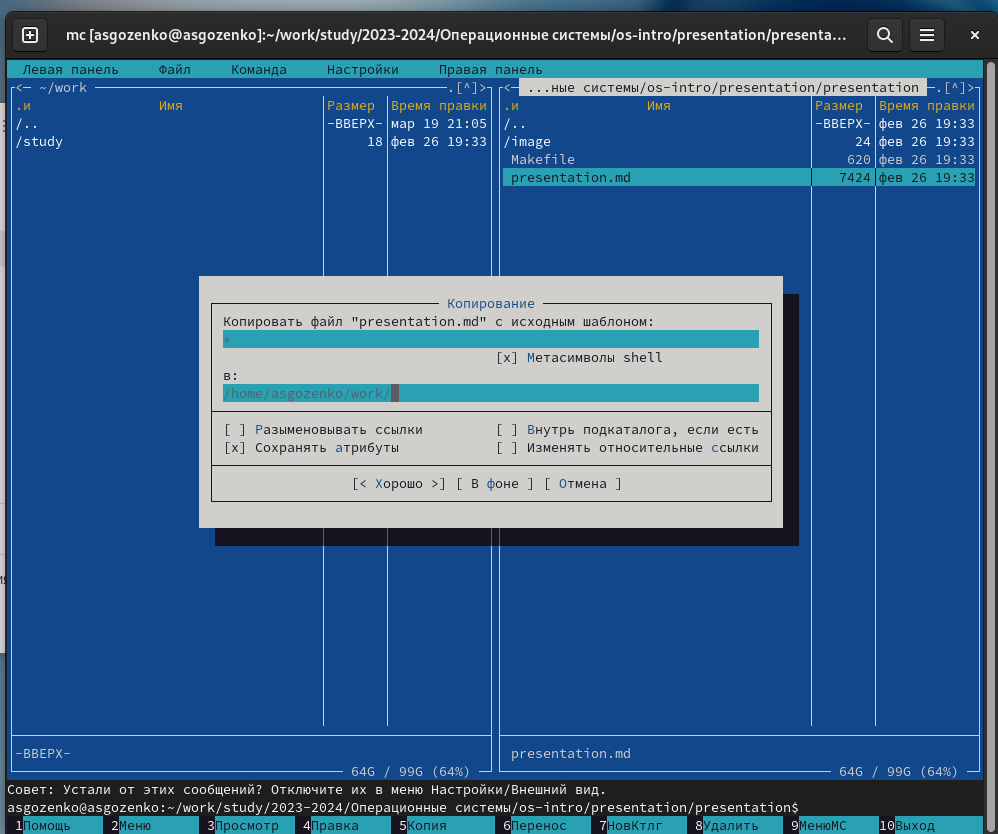 mc [asgozenko@asgozenko]:~/work/study/2023-2024/Операционные системы/os-intro/presentation/presenta...
Левая панель Файл Команда Настройки Правая панель
<─ ~/work .[^]> <─ ...ные системы/os-intro/presentation/presentation .[^]>
.и Имя Размер Время правки .и Имя Размер Время правки
/.. -ВВЕРХ- мар 19 21:05 /.. -ВВЕРХ- фев 26 19:33
/study 18 фев 26 19:33 /image 24 фев 26 19:33
Makefile 620 фев 26 19:33
presentation.md 7424 фев 26 19:33
Копирование
Копировать файл "presentation.md" с исходным шаблоном:
*
[x] Метасимволы shell
в:
/home/asgozenko/work/
[ ] Разыменовывать ссылки [ ] Внутрь подкаталога, если есть
[x] Сохранять атрибуты [ ] Изменять относительные ссылки
[< Хорошо >] [ В фоне ] [ Отмена ]
-ВВЕРХ- presentation.md
64G / 99G (64%) 64G / 99G (64%)
Совет: Устали от этих сообщений? Отключите их в меню Настройки/Внешний вид.
asgozenko@asgozenko:~/work/study/2023-2024/Операционные системы/os-intro/presentation/presentation$
1Помощь 2Меню 3Просмотр 4Правка 5Копия 6Перенос 7НовКтлг 8Удалить 9МенюMC 10Выход